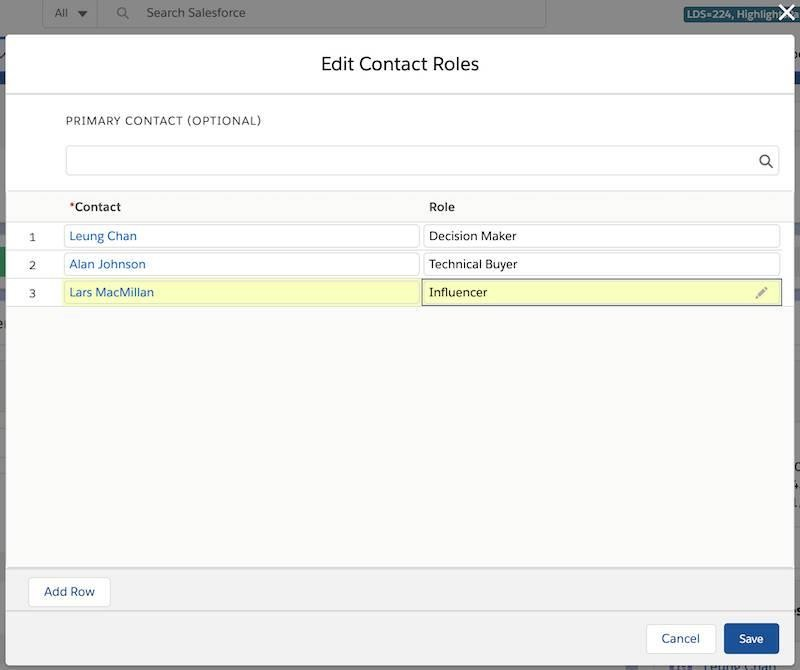 All Search Salesforce LDS=224, Highlight
Edit Contact Roles
PRIMARY CONTACT (OPTIONAL)
*Contact Role
1 Leung Chan Decision Maker
2 Alan Johnson Technical Buyer
3 Lars MacMillan Influencer
Add Row
Cancel Save